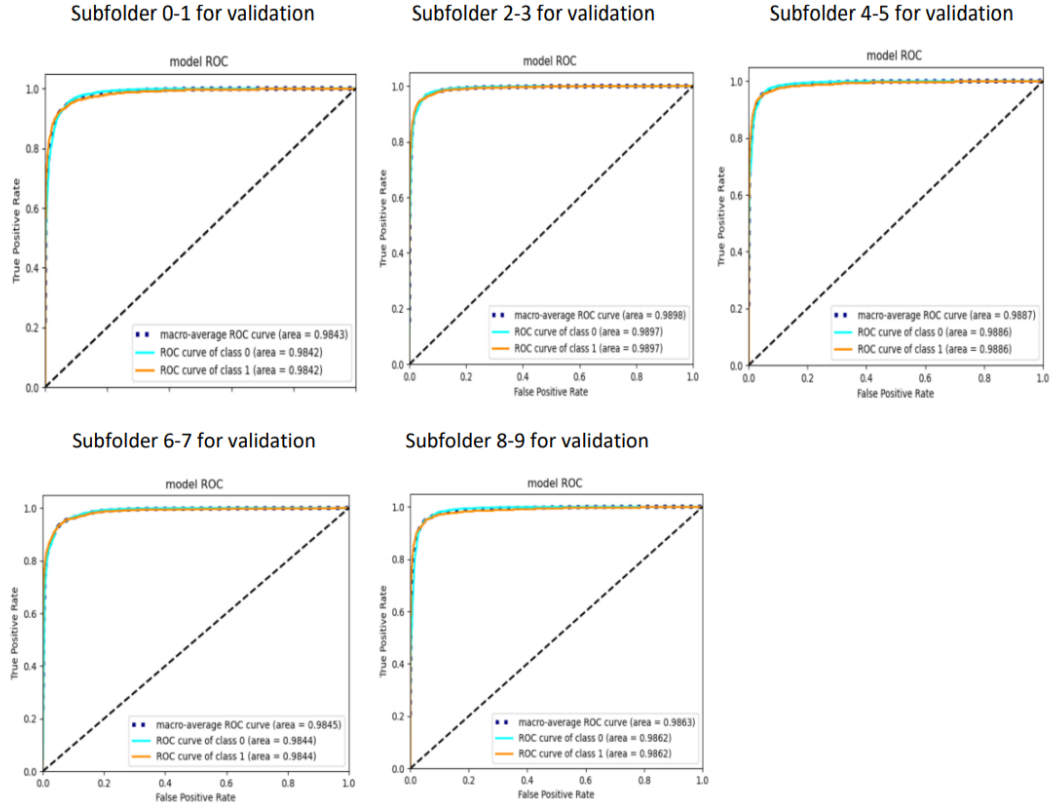 Subfolder 0-1 for validation
model ROC
True Positive Rate
1.0
0.8
0.6
0.4
0.2
0.0
macro-average ROC curve (area = 0.9843)
ROC curve of class 0 (area = 0.9842)
ROC curve of class 1 (area = 0.9842)
Subfolder 2-3 for validation
model ROC
True Positive Rate
1.0
0.8
0.6
0.4
0.2
0.0
macro-average ROC curve (area = 0.9898)
ROC curve of class 0 (area = 0.9897)
ROC curve of class 1 (area = 0.9897)
0.0 0.2 0.4 0.6 0.8 1.0
False Positive Rate
Subfolder 4-5 for validation
model ROC
True Positive Rate
1.0
0.8
0.6
0.4
0.2
0.0
macro-average ROC curve (area = 0.9887)
ROC curve of class 0 (area = 0.9886)
ROC curve of class 1 (area = 0.9886)
0.0 0.2 0.4 0.6 0.8 1.0
False Positive Rate
Subfolder 6-7 for validation
model ROC
True Positive Rate
1.0
0.8
0.6
0.4
0.2
0.0
macro-average ROC curve (area = 0.9845)
ROC curve of class 0 (area = 0.9844)
ROC curve of class 1 (area = 0.9844)
0.0 0.2 0.4 0.6 0.8 1.0
False Positive Rate
Subfolder 8-9 for validation
model ROC
True Positive Rate
1.0
0.8
0.6
0.4
0.2
0.0
macro-average ROC curve (area = 0.9863)
ROC curve of class 0 (area = 0.9862)
ROC curve of class 1 (area = 0.9862)
0.0 0.2 0.4 0.6 0.8 1.0
False Positive Rate